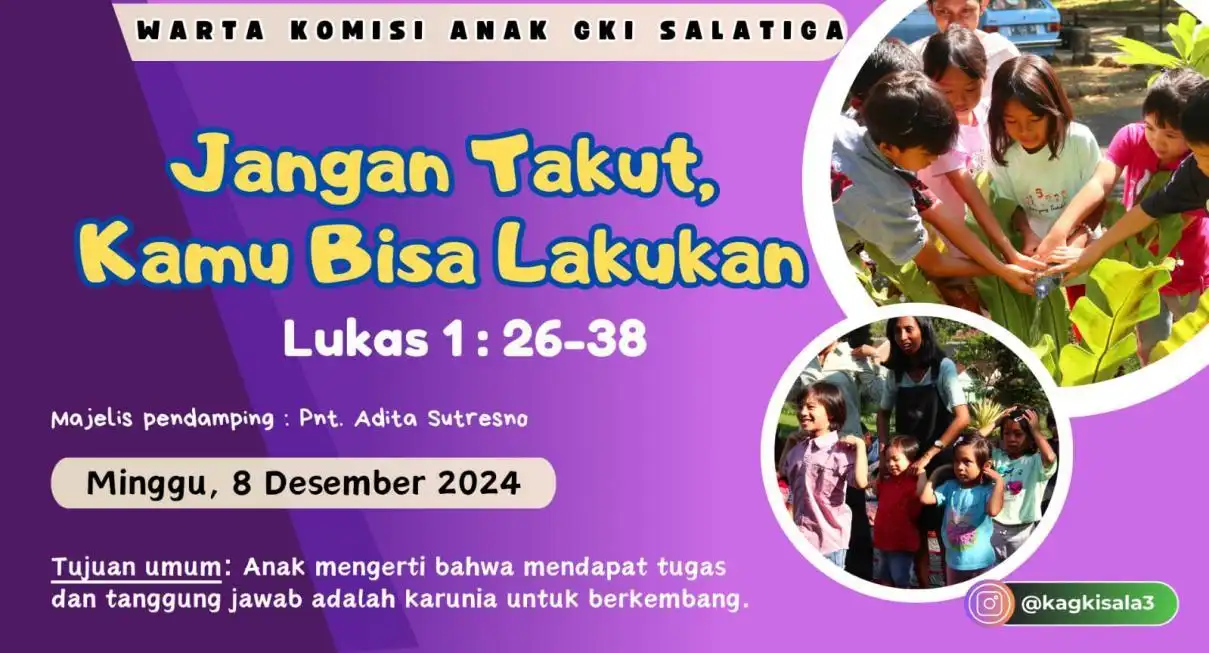 WARTA KOMISI ANAK GKI SALATIGA
Jangan Takut,
Kamu Bisa Lakukan
Lukas 1 : 26-38
Majelis pendamping : Pnt. Adita Sutresno
Minggu, 8 Desember 2024
Tujuan umum: Anak mengerti bahwa mendapat tugas
dan tanggung jawab adalah karunia untuk berkembang.
@kagkisala3